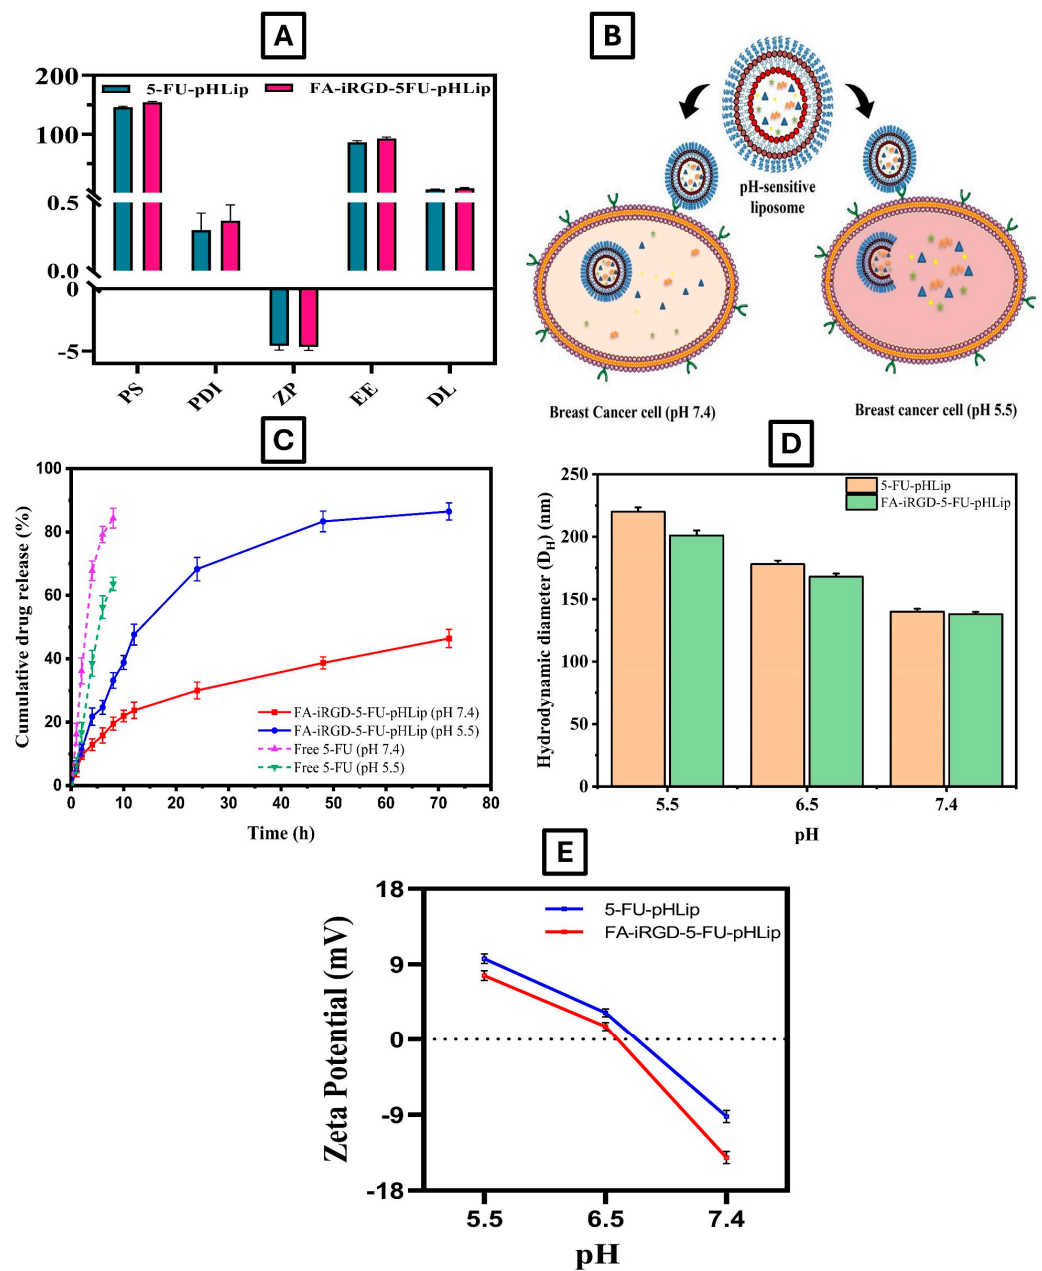 A
200
100
0.5
0.0
0
-5
5-FU-pHLip
FA-iRGD-5FU-pHLip
PS
PDI
ZP
EE
DL
B
pH-sensitive
liposome
Breast Cancer cell (pH 7.4)
Breast cancer cell (pH 5.5)
C
Cumulative drug release (%)
100
80
60
40
20
0
FA-iRGD-5-FU-pHLip (pH 7.4)
FA-iRGD-5-FU-pHLip (pH 5.5)
Free 5-FU (pH 7.4)
Free 5-FU (pH 5.5)
0 10 20 30 40 50 60 70 80
Time (h)
D
Hydrodynamic diameter (DH) (nm)
250
200
150
100
50
0
5-FU-pHLip
FA-iRGD-5-FU-pHLip
5.5 6.5 7.4
pH
E
Zeta Potential (mV)
18
9
0
-9
-18
5-FU-pHLip
FA-iRGD-5-FU-pHLip
5.5 6.5 7.4
pH